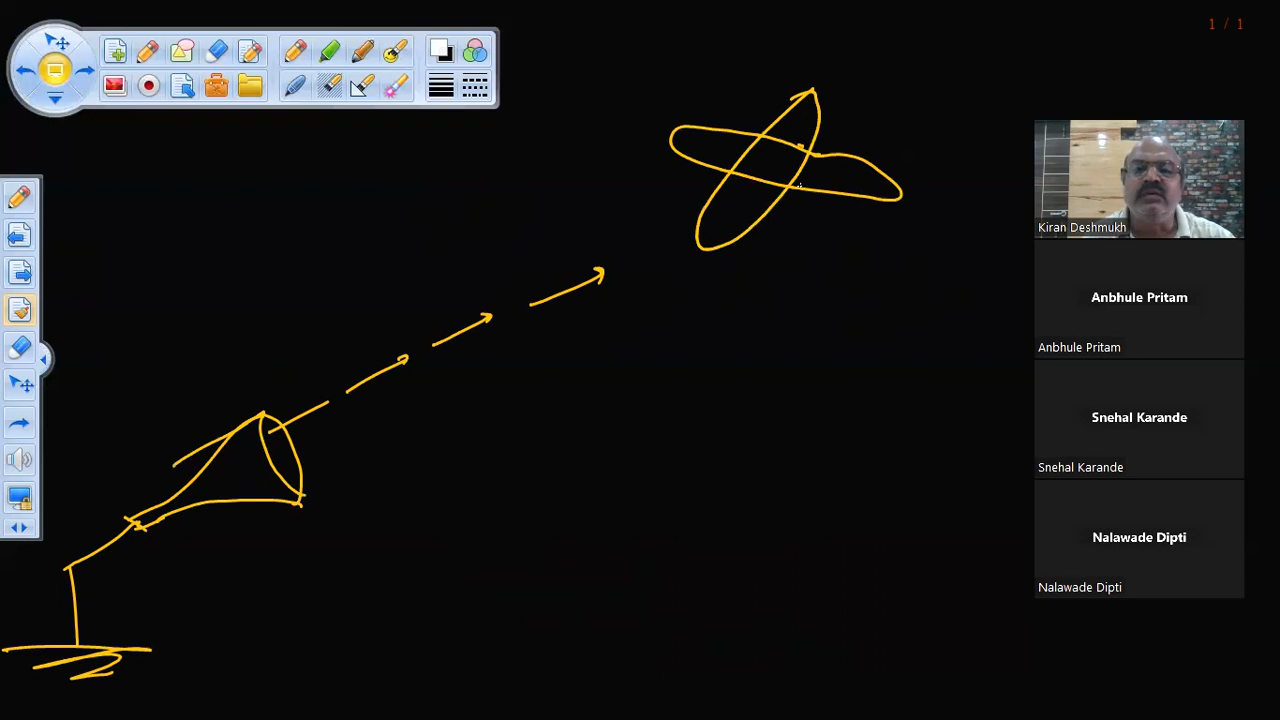 1 / 1
Kiran Deshmukh
Anbhule Pritam
Anbhule Pritam
Snehal Karande
Snehal Karande
Nalawade Dipti
Nalawade Dipti